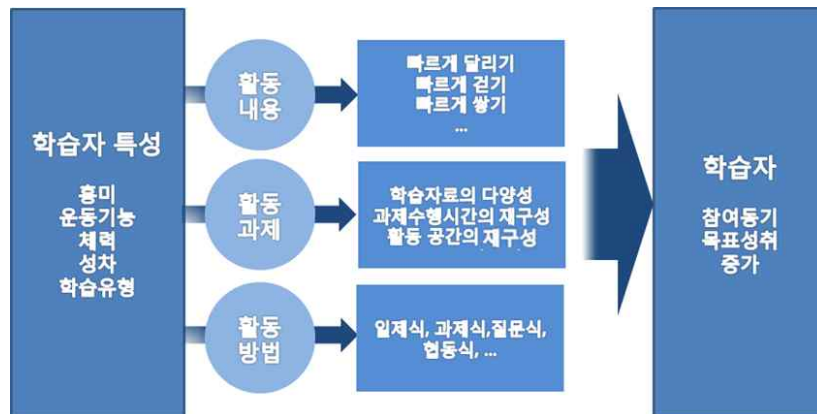 학습자 특성
흥미
운동기능
체력
성차
학습유형
활동
내용
빠르게 달리기
빠르게 걷기
빠르게 쌓기
...
활동
과제
학습자료의 다양성
과제수행시간의 재구성
활동 공간의 재구성
활동
방법
일제식, 과제식,질문식,
협동식, ...
학습자
참여동기
목표성취
증가